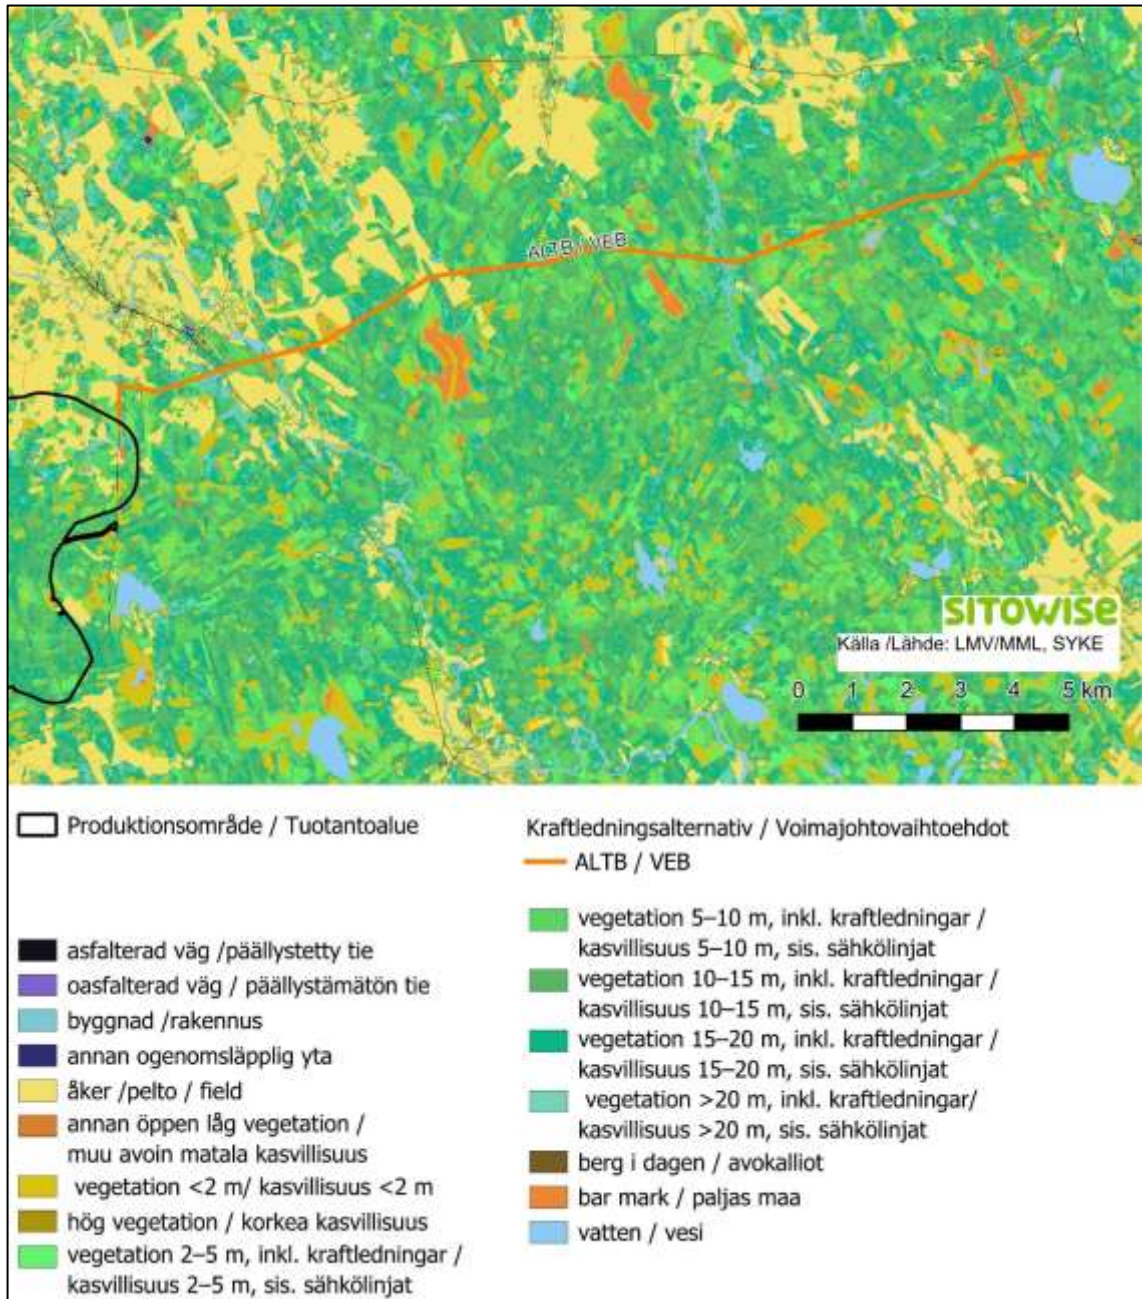 ALTB / VEB
SITOWISE
Källa /Lähde: LMV/MML, SYKE
0 1 2 3 4 5 km
Produktionsområde / Tuotantoalue
asfalterad väg /päällystetty tie
oasfalterad väg / päällystämätön tie
byggnad /rakennus
annan ogenomsläpplig yta
åker /pelto / field
annan öppen låg vegetation /
muu avoin matala kasvillisuus
vegetation <2 m/ kasvillisuus <2 m
hög vegetation / korkea kasvillisuus
vegetation 2–5 m, inkl. kraftledningar /
kasvillisuus 2–5 m, sis. sähkölinjat
Kraftledningsalternativ / Voimajohtovaihtoehdot
ALTB / VEB
vegetation 5–10 m, inkl. kraftledningar /
kasvillisuus 5–10 m, sis. sähkölinjat
vegetation 10–15 m, inkl. kraftledningar /
kasvillisuus 10–15 m, sis. sähkölinjat
vegetation 15–20 m, inkl. kraftledningar /
kasvillisuus 15–20 m, sis. sähkölinjat
vegetation >20 m, inkl. kraftledningar/
kasvillisuus >20 m, sis. sähkölinjat
berg i dagen / avokalliot
bar mark / paljas maa
vatten / vesi